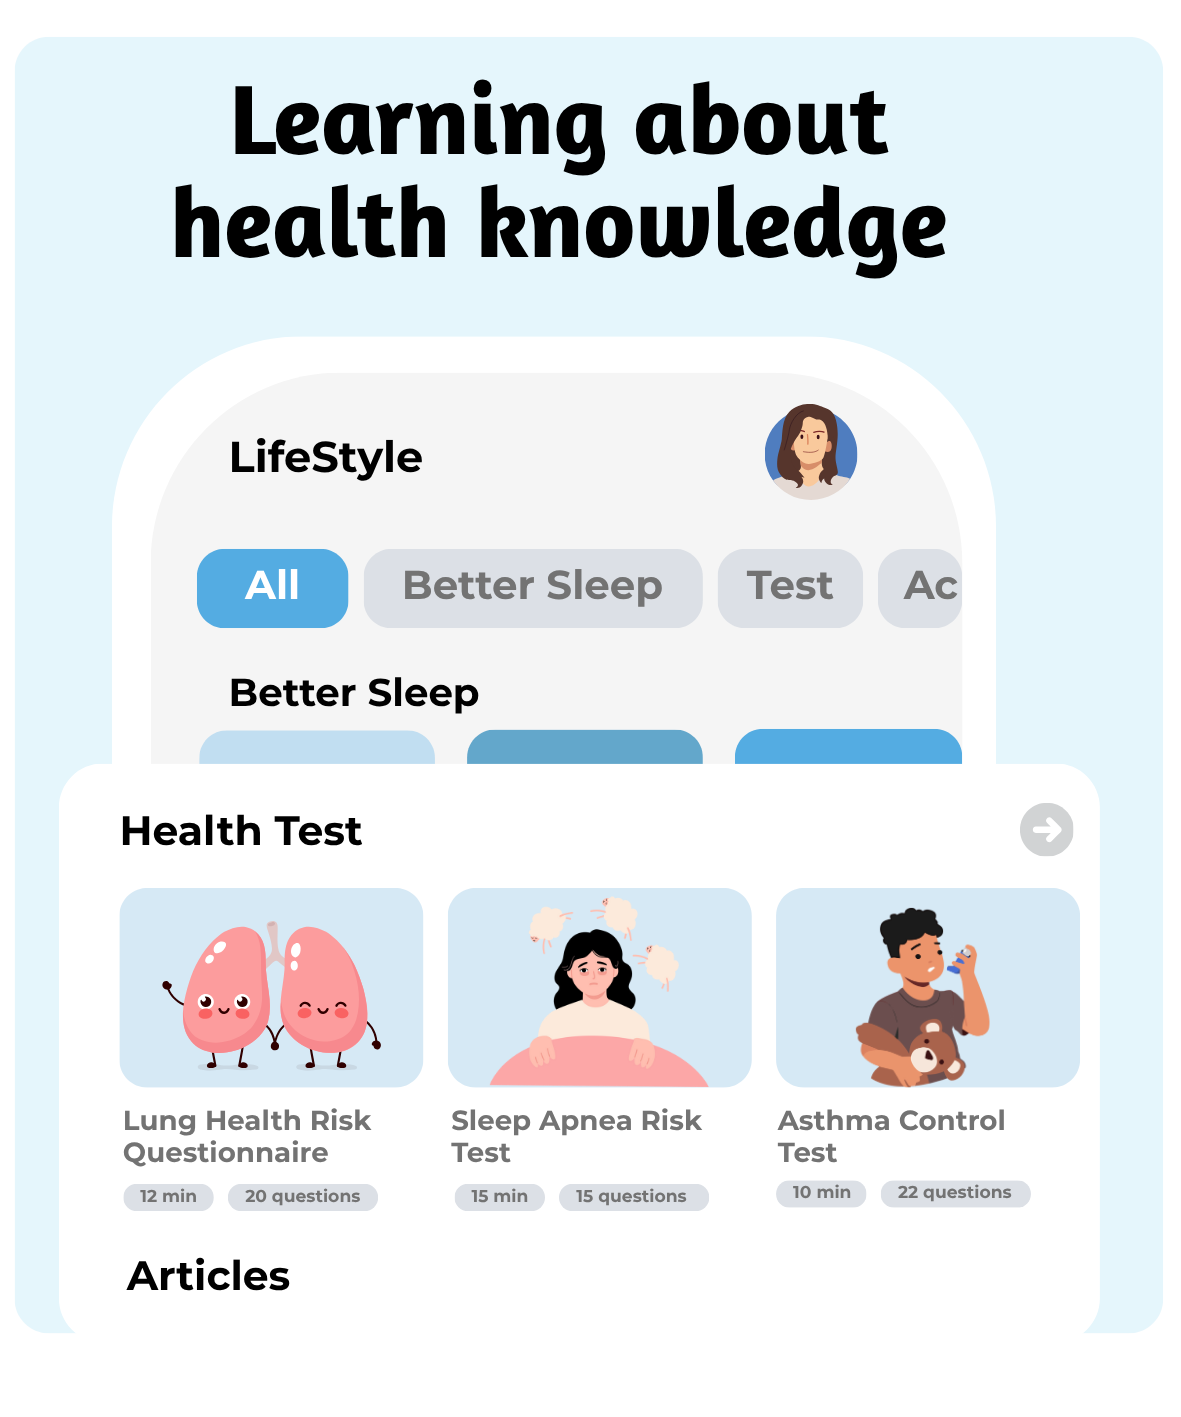 Learning about
health knowledge
LifeStyle
All
Better Sleep
Test
Ac
Better Sleep
Health Test
Lung Health Risk
Questionnaire
12 min
20 questions
Sleep Apnea Risk
Test
15 min
15 questions
Asthma Control
Test
10 min
22 questions
Articles